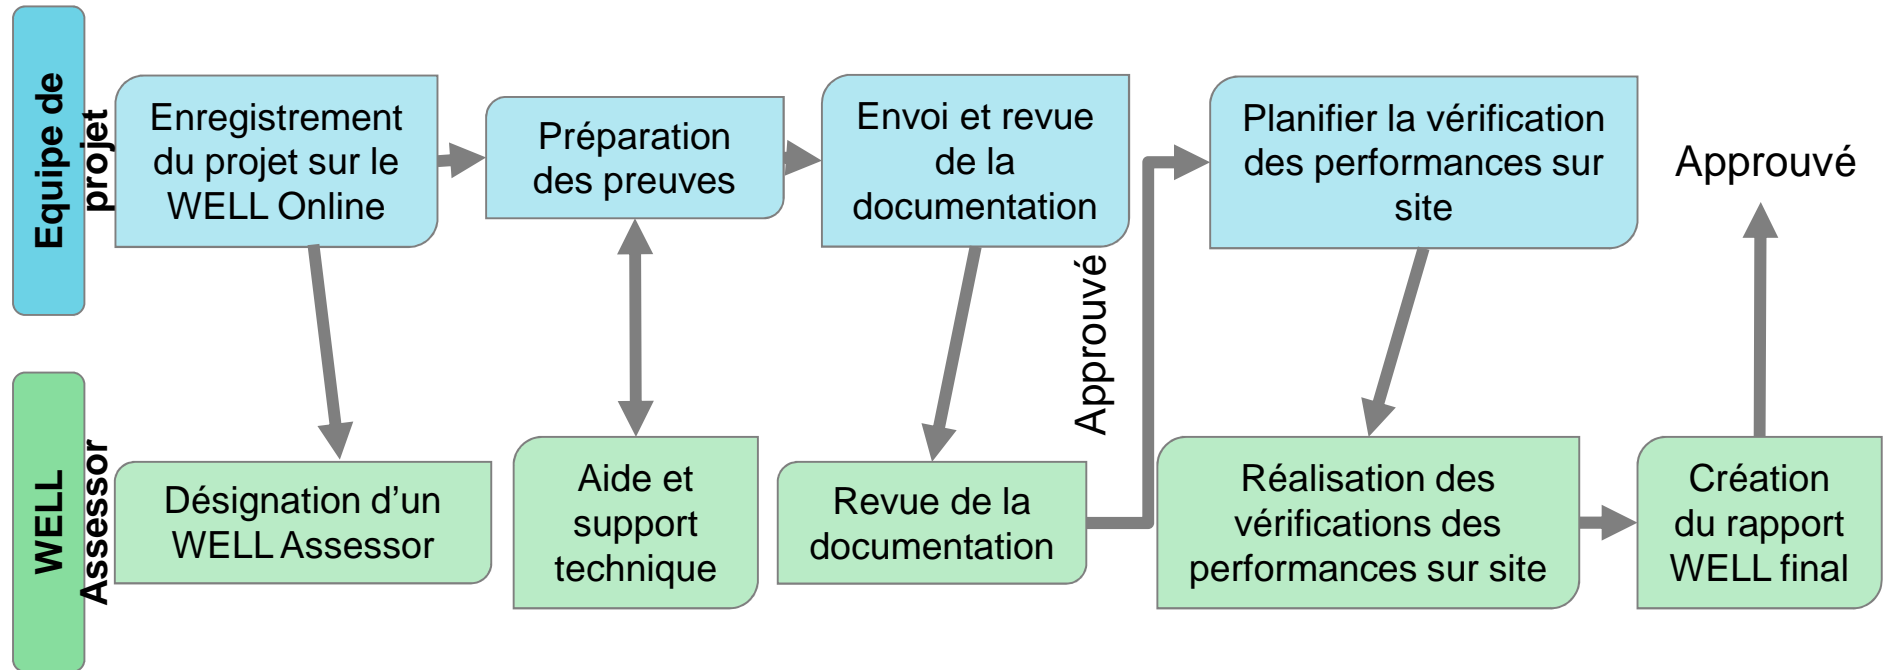 Equipe de
projet
Enregistrement
du projet sur le
WELL Online
Préparation
des preuves
Envoi et revue
de la
documentation
Planifier la vérification
des performances sur
site
Approuvé
Approuvé
WELL
Assessor
Désignation d’un
WELL Assessor
Aide et
support
technique
Revue de la
documentation
Réalisation des
vérifications des
performances sur site
Création
du rapport
WELL final